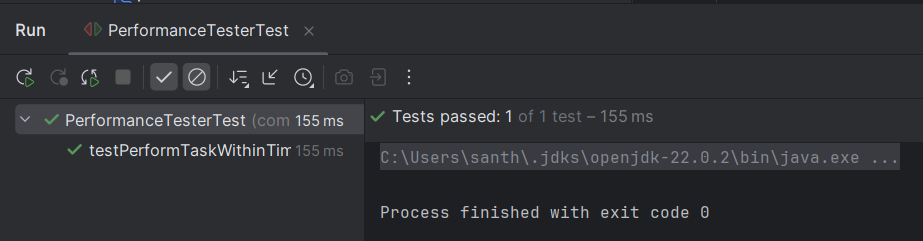 Run PerformanceTesterTest
PerformanceTesterTest (com 155 ms
testPerformTaskWithinTim 155 ms
Tests passed: 1 of 1 test – 155 ms
C:\Users\santh\.jdks\openjdk-22.0.2\bin\java.exe ...
Process finished with exit code 0